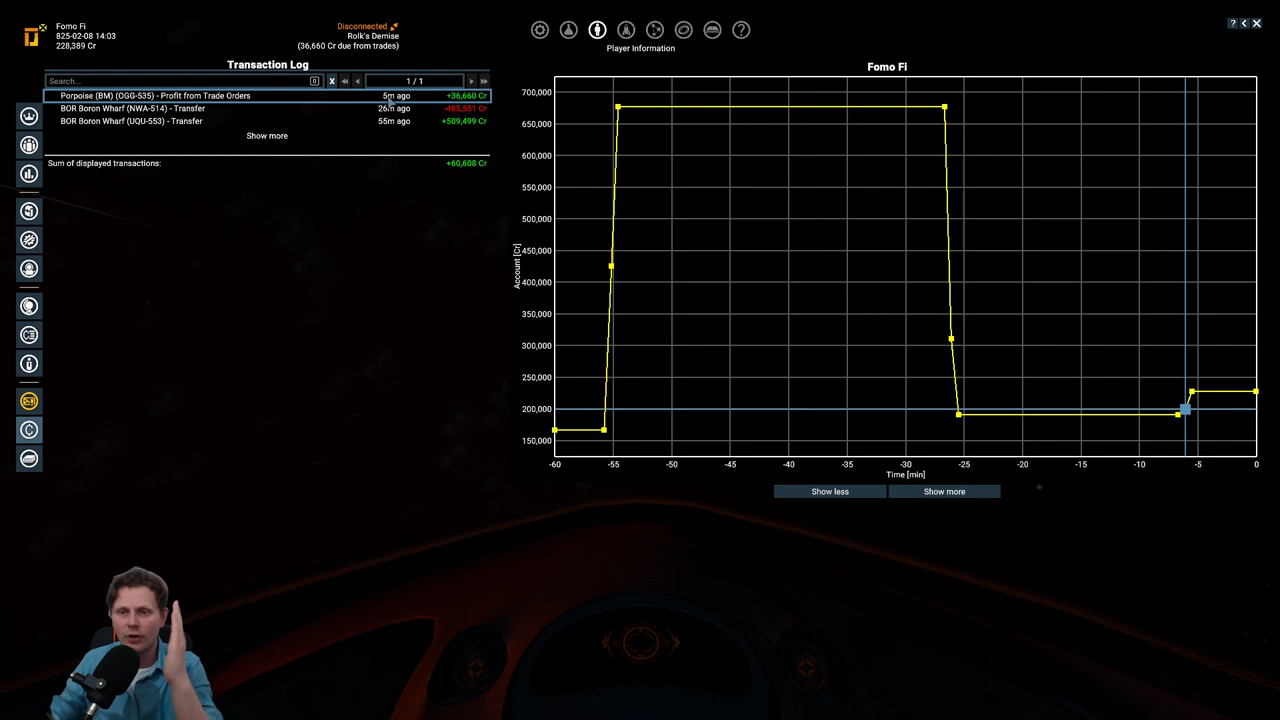 Fomo Fi
825-02-08 14:03
228,389 Cr
Disconnected
Rolk's Demise
(36,660 Cr due from trades)
?
Player Information
? < X
Transaction Log
Search...
X
1 / 1
Porpoise (BM) (OGG-535) - Profit from Trade Orders 5m ago +36,660 Cr
BOR Boron Wharf (NWA-514) - Transfer 26m ago -485,551 Cr
BOR Boron Wharf (UQU-553) - Transfer 55m ago +509,499 Cr
Show more
Sum of displayed transactions: +60,608 Cr
Fomo Fi
Account [Cr]
700,000
650,000
600,000
550,000
500,000
450,000
400,000
350,000
300,000
250,000
200,000
150,000
-60 -55 -50 -45 -40 -35 -30 -25 -20 -15 -10 -5 0
Time [min]
Show less
Show more